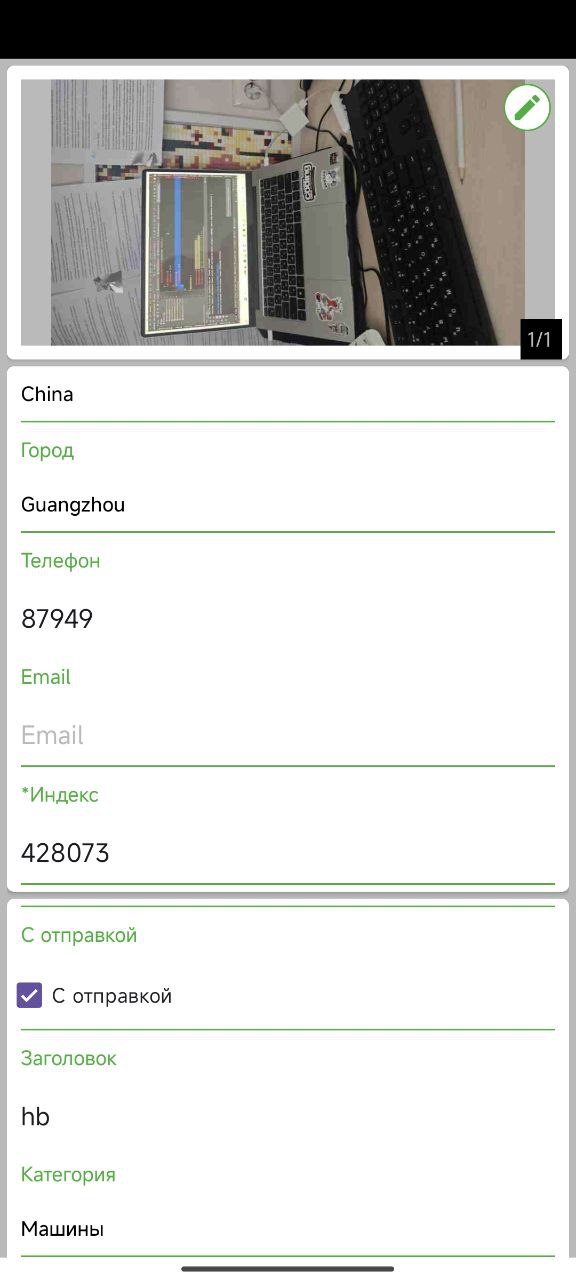 1/1
China
Город
Guangzhou
Телефон
87949
Email
Email
*Индекс
428073
С отправкой
С отправкой
Заголовок
hb
Категория
Машины